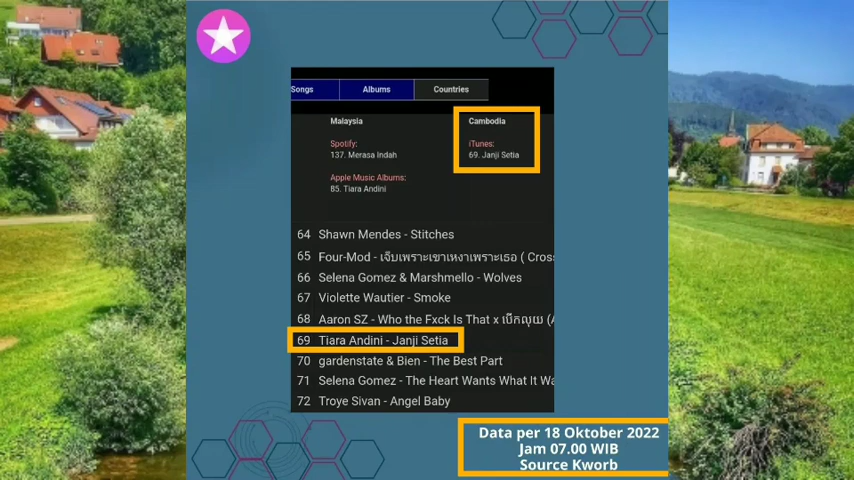 Songs Albums Countries
Malaysia Cambodia
Spotify: iTunes:
137. Merasa Indah 69. Janji Setia
Apple Music Albums:
85. Tiara Andini
64 Shawn Mendes - Stitches
65 Four-Mod - เจ็บเพราะเขาเหงาเพราะเธอ ( Cros
66 Selena Gomez & Marshmello - Wolves
67 Violette Wautier - Smoke
68 Aaron SZ - Who the Fxck Is That x បើកលុយ (
69 Tiara Andini - Janji Setia
70 gardenstate & Bien - The Best Part
71 Selena Gomez - The Heart Wants What It Wa
72 Troye Sivan - Angel Baby
Data per 18 Oktober 2022
Jam 07.00 WIB
Source Kworb